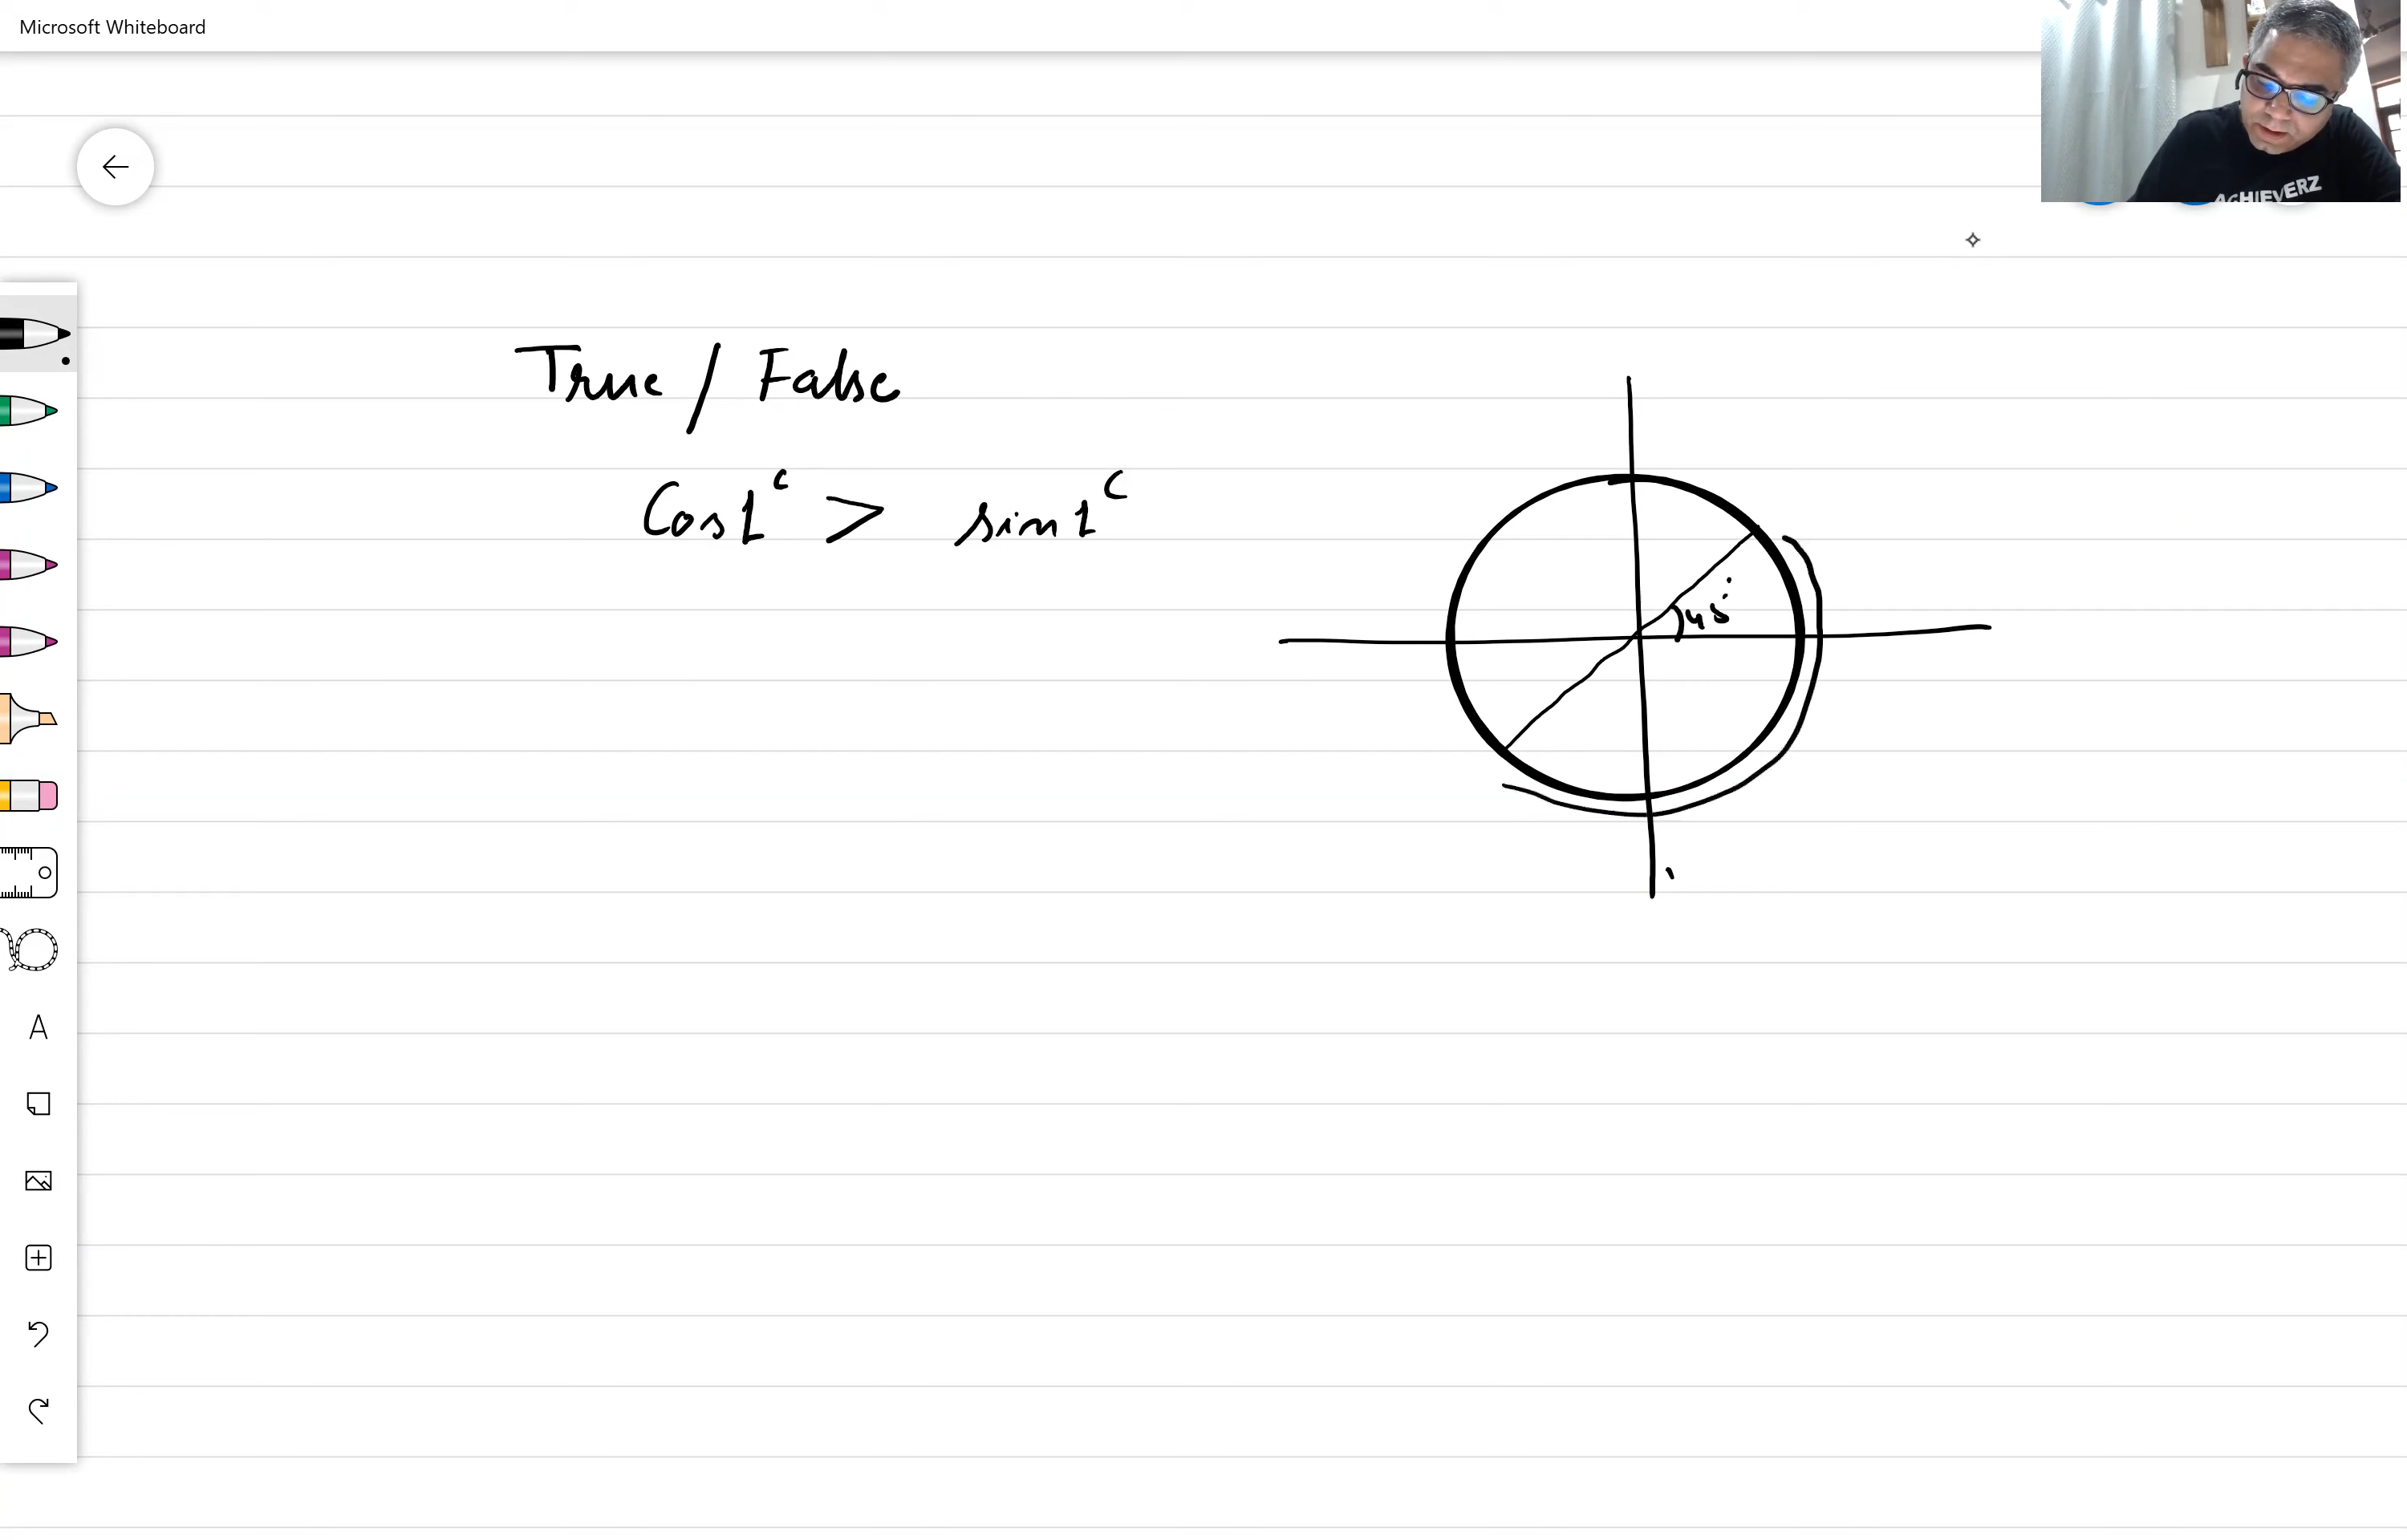 Microsoft Whiteboard
ACHIEVERZ
True / False
Cos 1ᶜ > sin 1ᶜ
45°
A